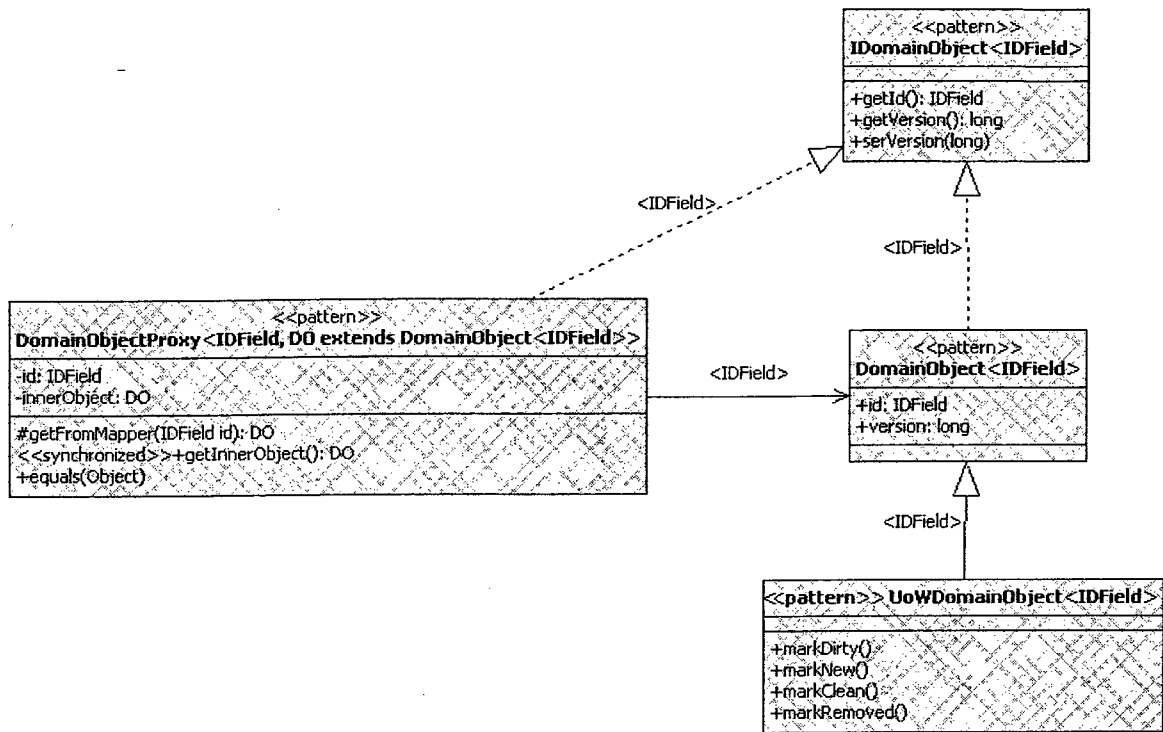 <<pattern>>
IDomainObject<IDField>
+getId(): IDField
+getVersion(): long
+serVersion(long)
<IDField>
<IDField>
<<pattern>>
DomainObjectProxy<IDField, DO extends DomainObject<IDField>>
-id: IDField
-innerObject: DO
#getFromMapper(IDField id): DO
<<synchronized>>+getInnerObject(): DO
+equals(Object)
<IDField>
<<pattern>>
DomainObject<IDField>
+id: IDField
+version: long
<IDField>
<<pattern>> UoWDomainObject<IDField>
+markDirty()
+markNew()
+markClean()
+markRemoved()